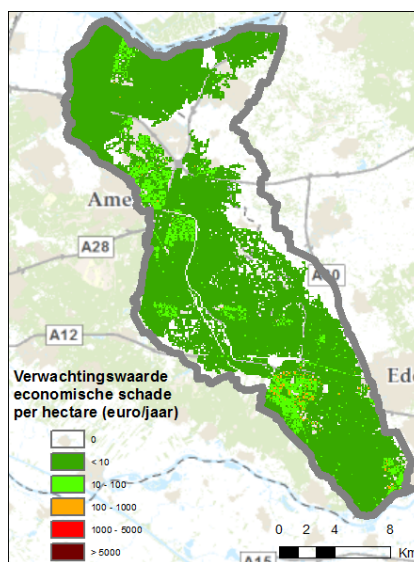 Ame
A28
A30
A12
Ede
Verwachtingswaarde
economische schade
per hectare (euro/jaar)
0
< 10
10 - 100
100 - 1000
1000 - 5000
> 5000
0 2 4 8
Km
A15